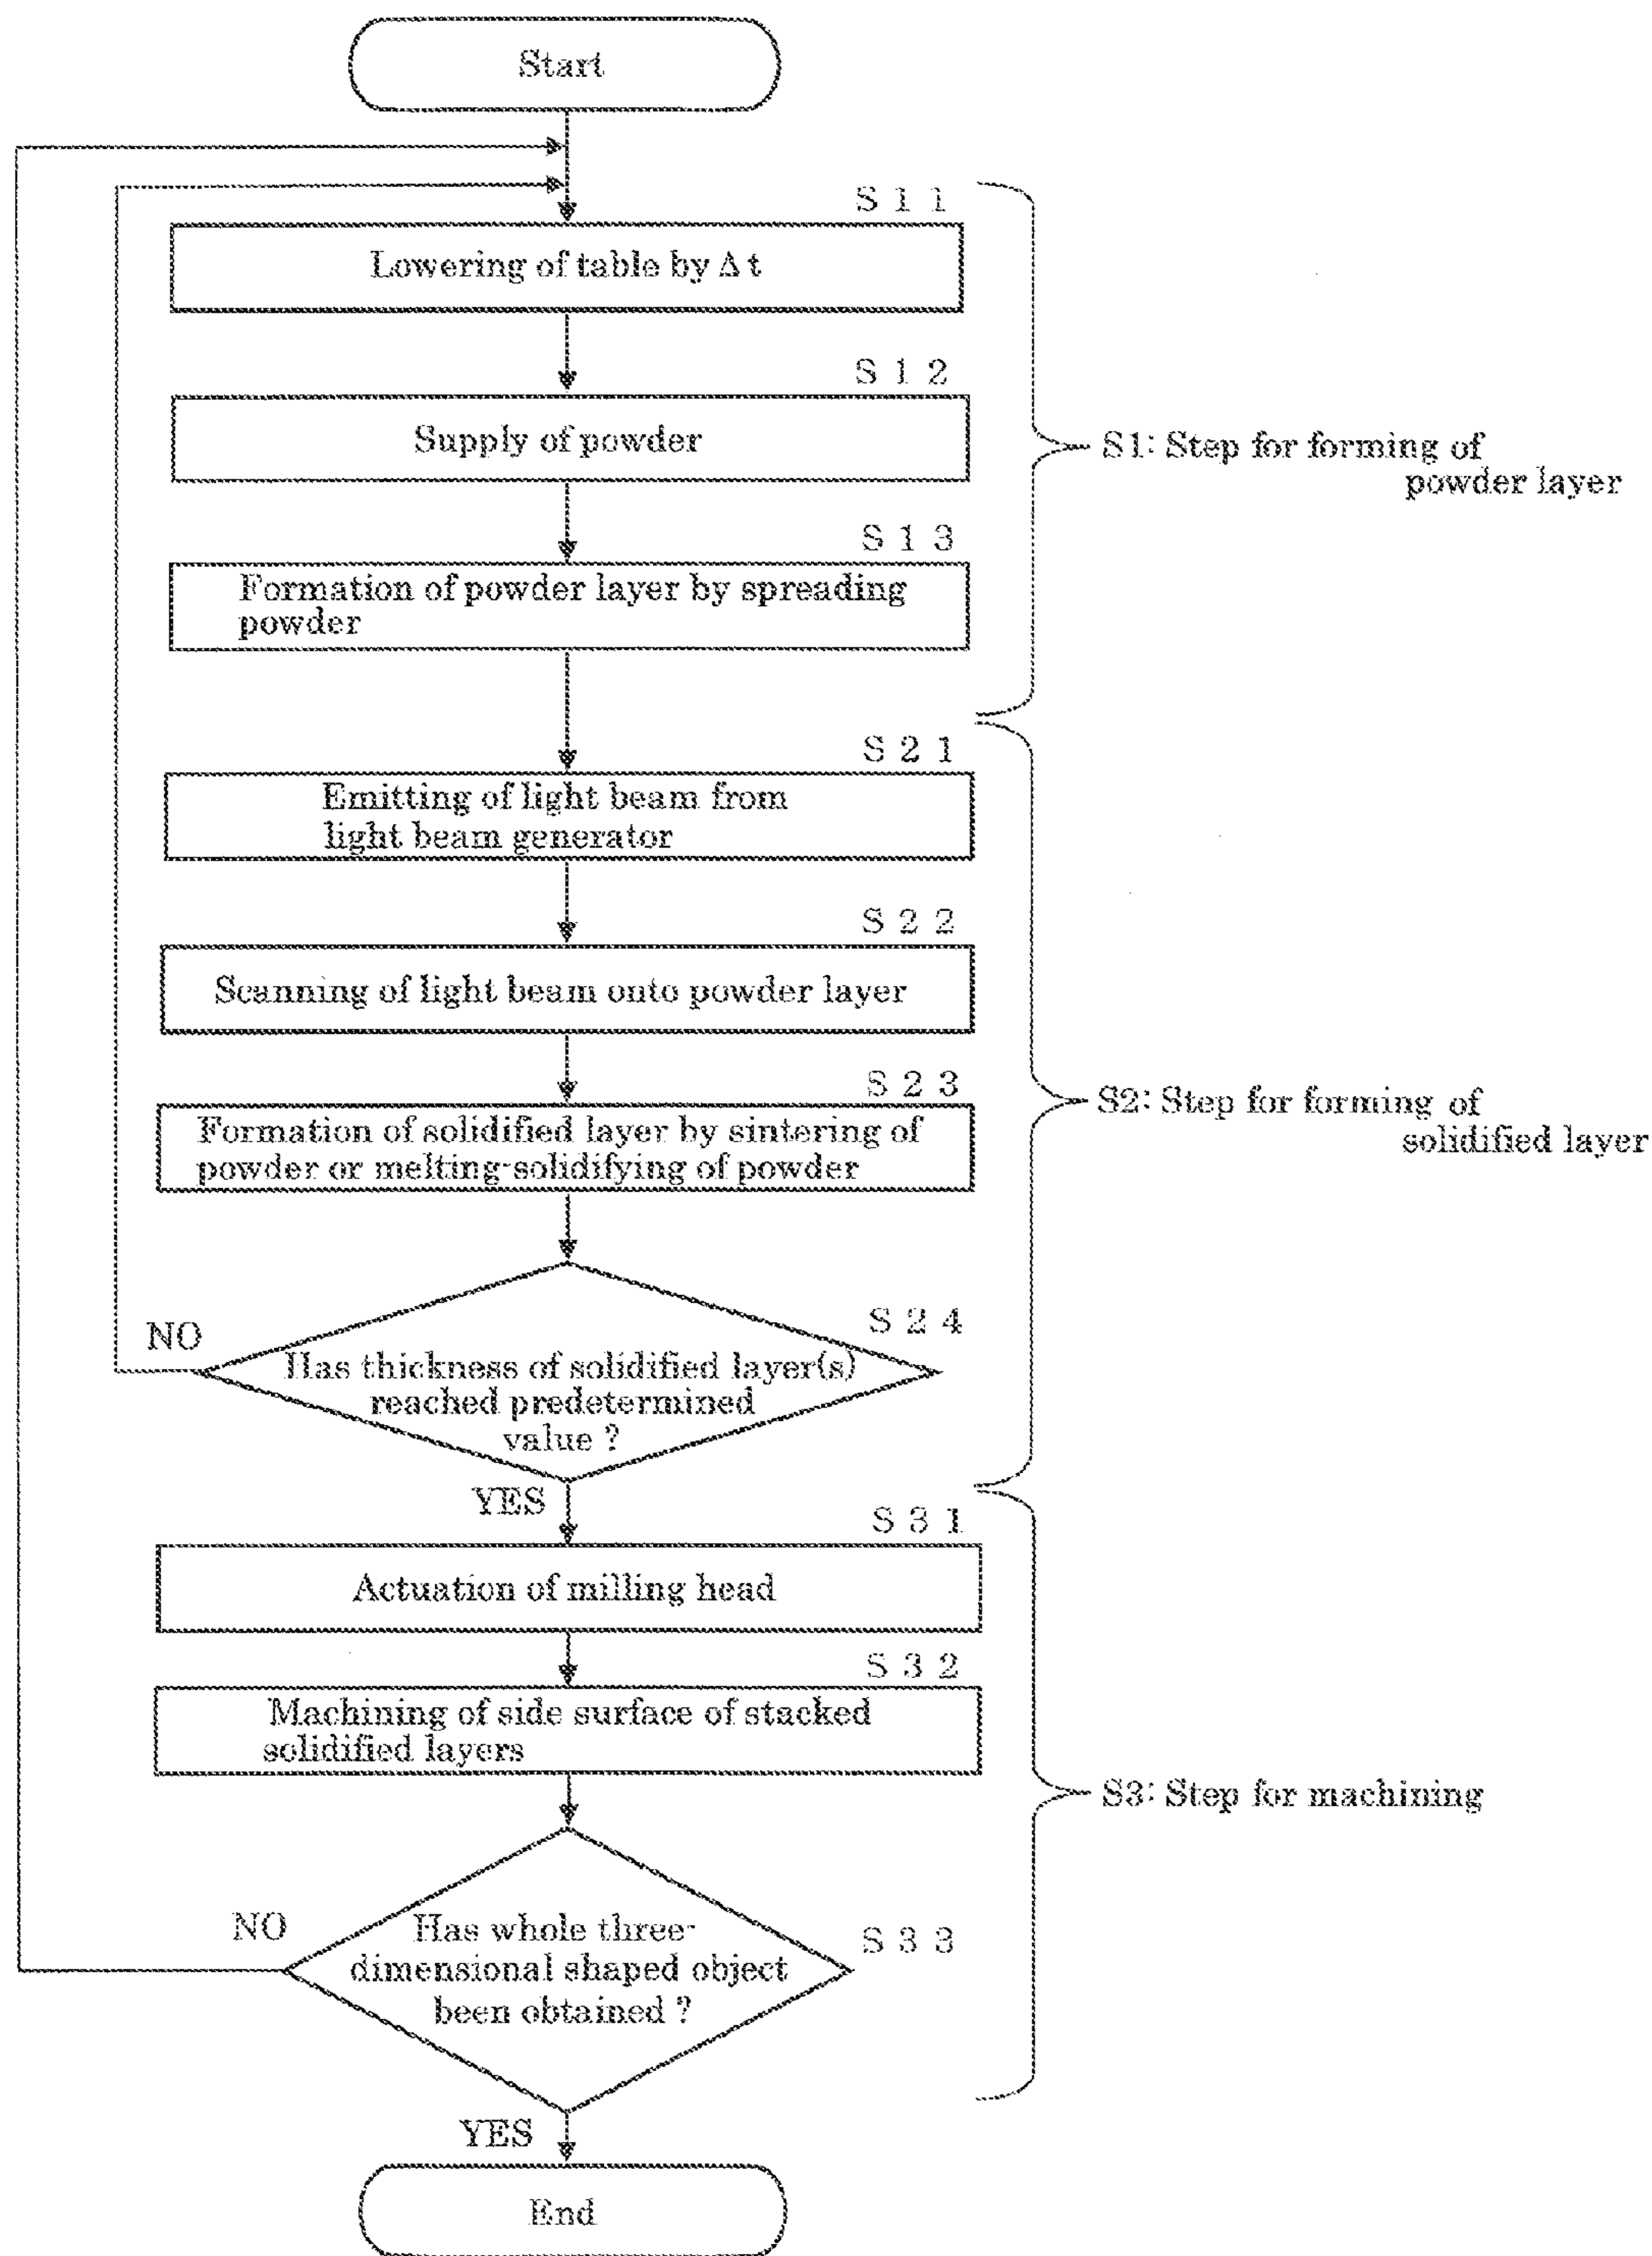 Start
S 1 1
Lowering of table by Δ t
S 1 2
Supply of powder
S1: Step for forming of
powder layer
S 1 3
Formation of powder layer by spreading
powder
S 2 1
Emitting of light beam from
light beam generator
S 2 2
Scanning of light beam onto powder layer
S 2 3
Formation of solidified layer by sintering of
powder or melting-solidifying of powder
S2: Step for forming of
solidified layer
S 2 4
NO
Has thickness of solidified layer(s)
reached predetermined
value ?
YES
S 3 1
Actuation of milling head
S 3 2
Machining of side surface of stacked
solidified layers
S3: Step for machining
NO
Has whole three-
dimensional shaped object
been obtained ?
S 3 3
YES
End